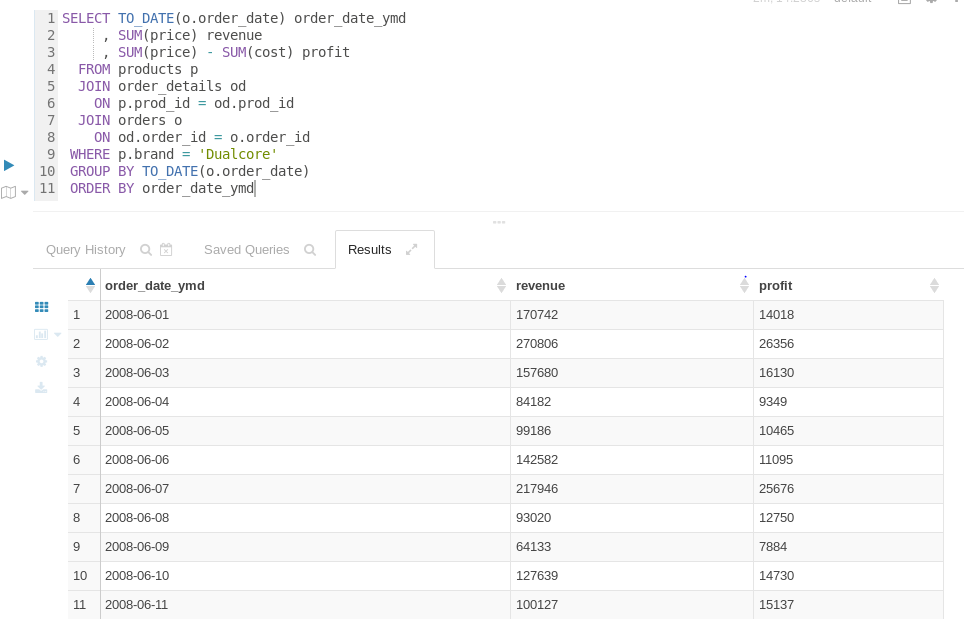 1 SELECT TO_DATE(o.order_date) order_date_ymd
2 , SUM(price) revenue
3 , SUM(price) - SUM(cost) profit
4 FROM products p
5 JOIN order_details od
6 ON p.prod_id = od.prod_id
7 JOIN orders o
8 ON od.order_id = o.order_id
9 WHERE p.brand = 'Dualcore'
10 GROUP BY TO_DATE(o.order_date)
11 ORDER BY order_date_ymd
Query History Saved Queries Results
order_date_ymd revenue profit
1 2008-06-01 170742 14018
2 2008-06-02 270806 26356
3 2008-06-03 157680 16130
4 2008-06-04 84182 9349
5 2008-06-05 99186 10465
6 2008-06-06 142582 11095
7 2008-06-07 217946 25676
8 2008-06-08 93020 12750
9 2008-06-09 64133 7884
10 2008-06-10 127639 14730
11 2008-06-11 100127 15137